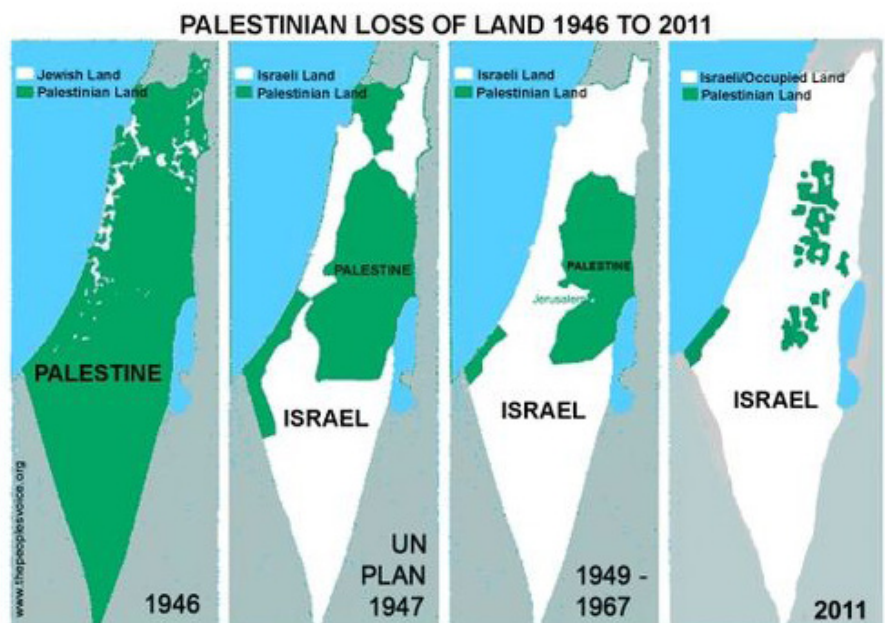 PALESTINIAN LOSS OF LAND 1946 TO 2011
Jewish Land
Palestinian Land
PALESTINE
www.thepeoplesvoice.org
1946
Israeli Land
Palestinian Land
PALESTINE
ISRAEL
UN
PLAN
1947
Israeli Land
Palestinian Land
PALESTINE
Jerusalem
ISRAEL
1949 -
1967
Israeli/Occupied Land
Palestinian Land
ISRAEL
2011